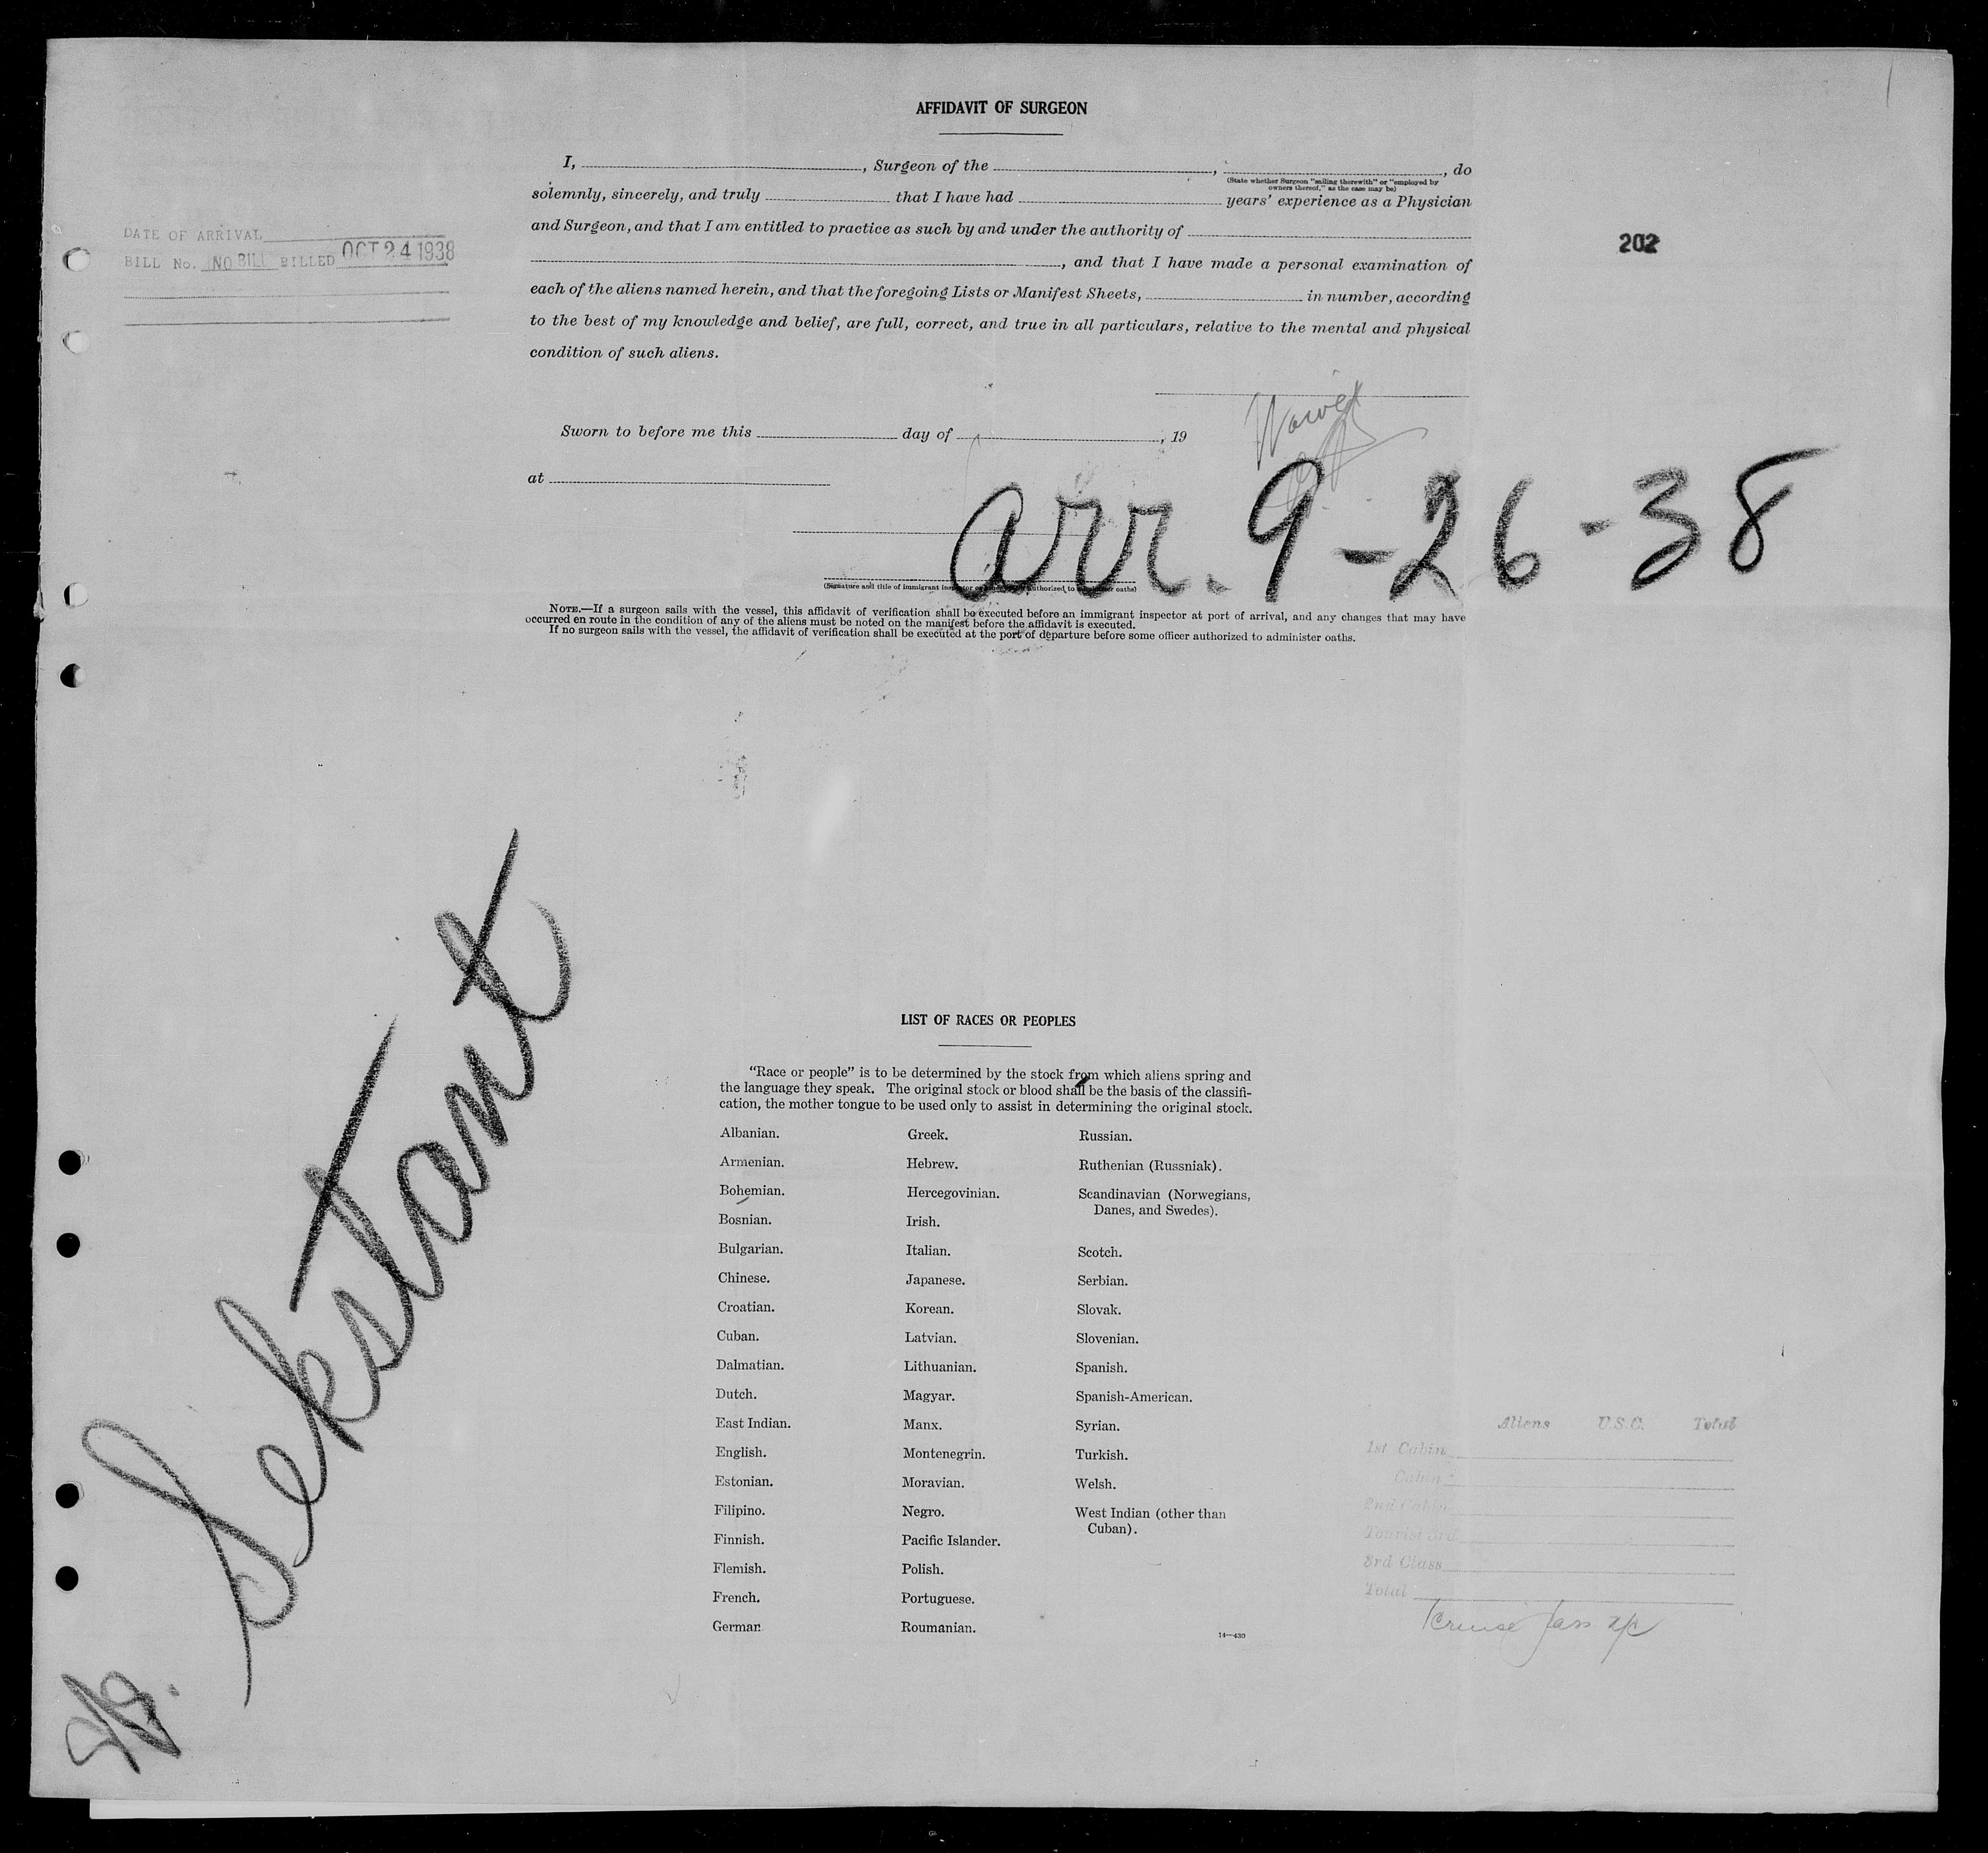 AFFIDAVIT OF SURGEON
I, , Surgeon of the , , do
(State whether Surgeon "sailing therewith" or "employed by
owners thereof," as the case may be)
solemnly, sincerely, and truly that I have had years' experience as a Physician
and Surgeon, and that I am entitled to practice as such by and under the authority of
, and that I have made a personal examination of
each of the aliens named herein, and that the foregoing Lists or Manifest Sheets, in number, according
to the best of my knowledge and belief, are full, correct, and true in all particulars, relative to the mental and physical
condition of such aliens.
DATE OF ARRIVAL
BILL No. NO BILL BILLED OCT 24 1938
202
Sworn to before me this day of , 19
at
arr. 9-26-38
(Signature and title of immigrant authorized to oaths)
NOTE.—If a surgeon sails with the vessel, this affidavit of verification shall be executed before an immigrant inspector at port of arrival, and any changes that may have
occurred en route in the condition of any of the aliens must be noted on the manifest before the affidavit is executed.
If no surgeon sails with the vessel, the affidavit of verification shall be executed at the port of departure before some officer authorized to administer oaths.
S/S. Sekstant
LIST OF RACES OR PEOPLES
"Race or people" is to be determined by the stock from which aliens spring and
the language they speak. The original stock or blood shall be the basis of the classifi-
cation, the mother tongue to be used only to assist in determining the original stock.
Albanian.
Armenian.
Bohemian.
Bosnian.
Bulgarian.
Chinese.
Croatian.
Cuban.
Dalmatian.
Dutch.
East Indian.
English.
Estonian.
Filipino.
Finnish.
Flemish.
French.
German
Greek.
Hebrew.
Hercegovinian.
Irish.
Italian.
Japanese.
Korean.
Latvian.
Lithuanian.
Magyar.
Manx.
Montenegrin.
Moravian.
Negro.
Pacific Islander.
Polish.
Portuguese.
Roumanian.
Russian.
Ruthenian (Russniak).
Scandinavian (Norwegians,
Danes, and Swedes).
Scotch.
Serbian.
Slovak.
Slovenian.
Spanish.
Spanish-American.
Syrian.
Turkish.
Welsh.
West Indian (other than
Cuban).
14—430
Aliens U.S.C. Total
1st Cabin
Cabin
2nd Cabin
Tourist 3rd
3rd Class
Total